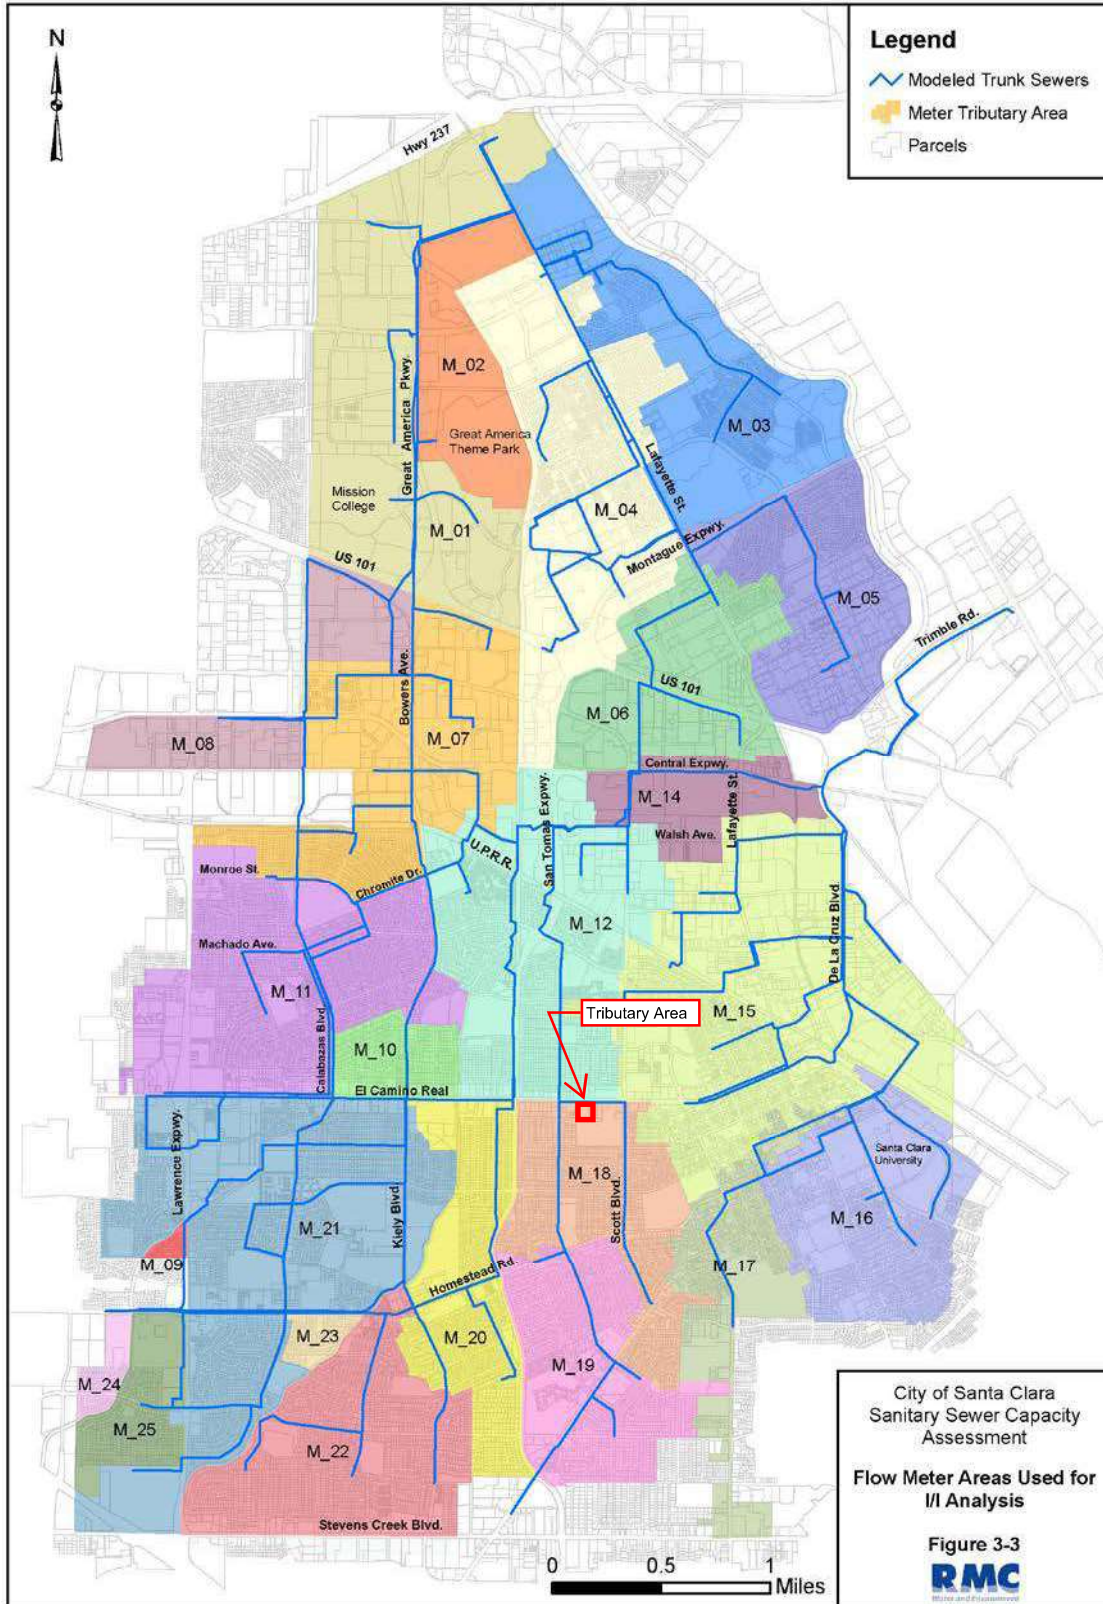 N
Legend
Modeled Trunk Sewers
Meter Tributary Area
Parcels
Hwy 237
M_02
Great America Pkwy.
Great America
Theme Park
M_03
Lafayette St.
Mission
College
M_01
M_04
Montague Expwy.
US 101
M_05
Trimble Rd.
Bowers Ave.
US 101
M_06
M_07
M_08
Central Expwy.
M_14
Lafayette St.
San Tomas Expwy.
Walsh Ave.
U.P.R.R.
Monroe St.
Chromite Dr.
M_12
De La Cruz Blvd.
Machado Ave.
M_11
Calabazas Blvd.
Tributary Area
M_15
M_10
El Camino Real
Lawrence Expwy.
Santa Clara
University
M_18
Kiely Blvd.
Scott Blvd.
M_21
M_16
M_09
M_17
Homestead Rd.
M_23
M_20
M_19
M_24
M_25
M_22
Stevens Creek Blvd.
0 0.5 1
Miles
City of Santa Clara
Sanitary Sewer Capacity
Assessment
Flow Meter Areas Used for
I/I Analysis
Figure 3-3
RMC
Water and Environment